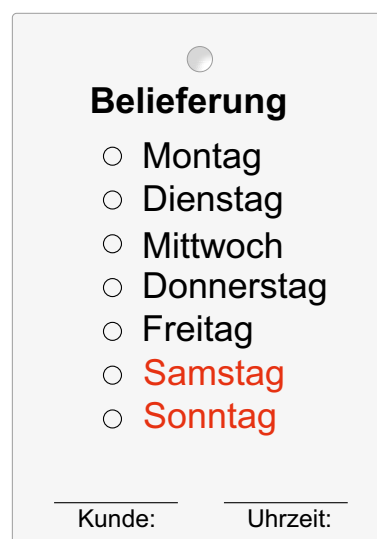 Belieferung
Montag
Dienstag
Mittwoch
Donnerstag
Freitag
Samstag
Sonntag
Kunde: Uhrzeit: